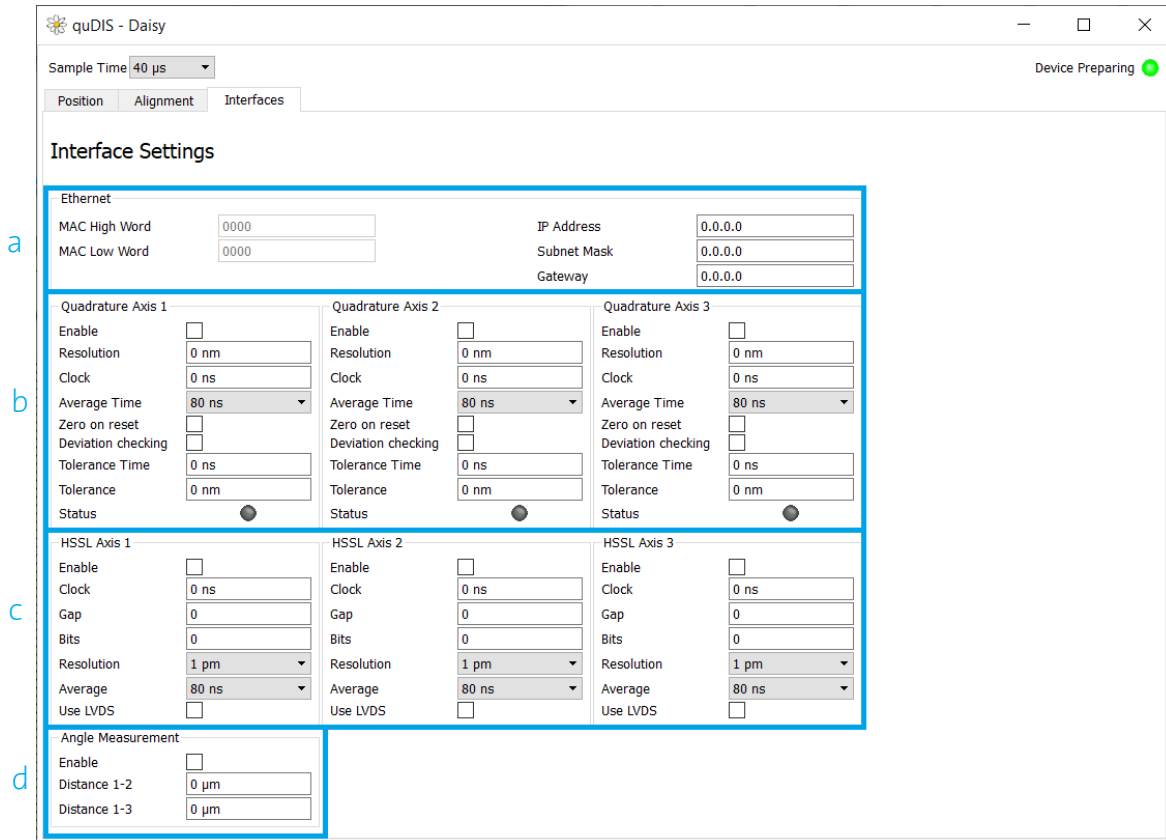 quDIS - Daisy
Sample Time 40 µs Device Preparing
Position Alignment Interfaces
Interface Settings
Ethernet
a
MAC High Word 0000 IP Address 0.0.0.0
MAC Low Word 0000 Subnet Mask 0.0.0.0
Gateway 0.0.0.0
b
Quadrature Axis 1 Quadrature Axis 2 Quadrature Axis 3
Enable Enable Enable
Resolution 0 nm Resolution 0 nm Resolution 0 nm
Clock 0 ns Clock 0 ns Clock 0 ns
Average Time 80 ns Average Time 80 ns Average Time 80 ns
Zero on reset Zero on reset Zero on reset
Deviation checking Deviation checking Deviation checking
Tolerance Time 0 ns Tolerance Time 0 ns Tolerance Time 0 ns
Tolerance 0 nm Tolerance 0 nm Tolerance 0 nm
Status Status Status
c
HSSL Axis 1 HSSL Axis 2 HSSL Axis 3
Enable Enable Enable
Clock 0 ns Clock 0 ns Clock 0 ns
Gap 0 Gap 0 Gap 0
Bits 0 Bits 0 Bits 0
Resolution 1 pm Resolution 1 pm Resolution 1 pm
Average 80 ns Average 80 ns Average 80 ns
Use LVDS Use LVDS Use LVDS
d
Angle Measurement
Enable
Distance 1-2 0 µm
Distance 1-3 0 µm